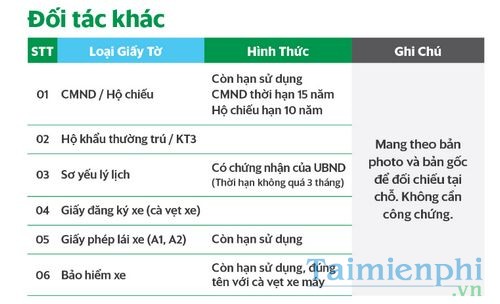 Đối tác khác
STT Loại Giấy Tờ Hình Thức Ghi Chú
01 CMND / Hộ chiếu
Còn hạn sử dụng
CMND thời hạn 15 năm
Hộ chiếu hạn 10 năm
02 Hộ khẩu thường trú / KT3
03 Sơ yếu lý lịch
Có chứng nhận của UBND
(Thời hạn không quá 3 tháng)
04 Giấy đăng ký xe (cà vẹt xe)
05 Giấy phép lái xe (A1, A2) Còn hạn sử dụng
06 Bảo hiểm xe
Còn hạn sử dụng, đúng
tên với cà vẹt xe máy
Mang theo bản
photo và bản gốc
để đối chiếu tại
chỗ. Không cần
công chứng.
Taimienphi
.vn